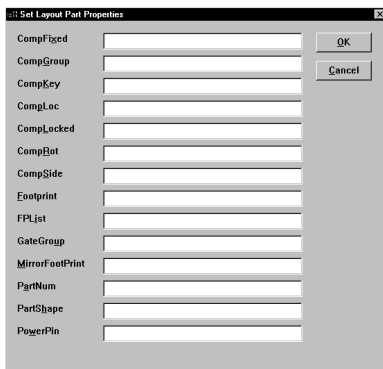 Set Layout Part Properties
CompFixed
OK
CompGroup
Cancel
CompKey
CompLoc
CompLocked
CompRot
CompSide
Footprint
FPList
GateGroup
MirrorFootPrint
PartNum
PartShape
PowerPin